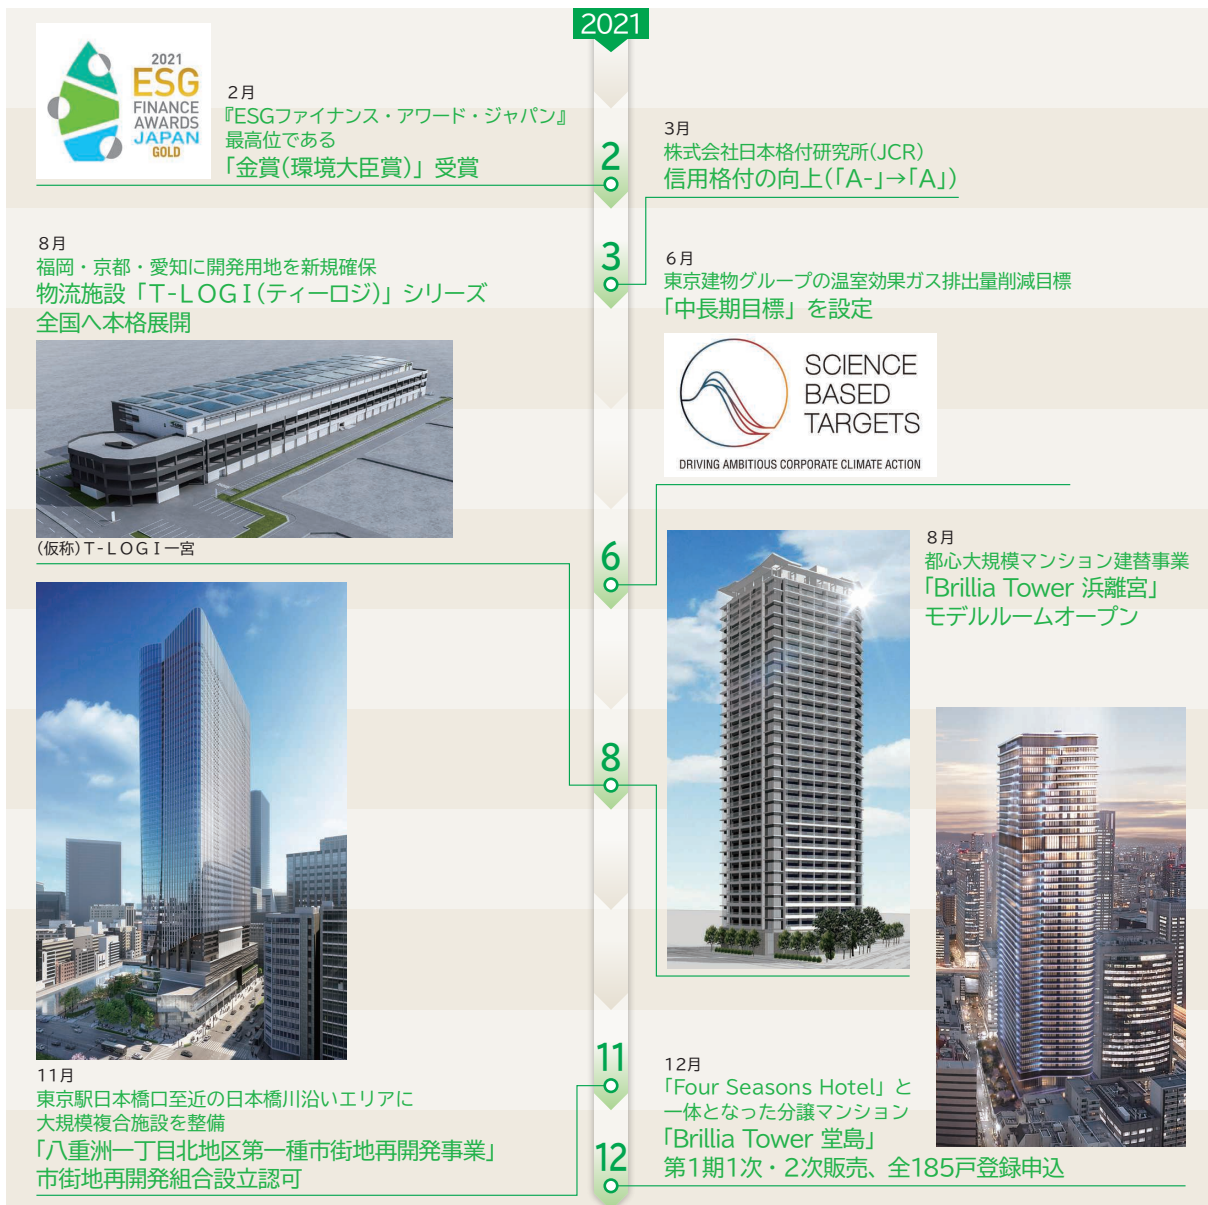 2021
2021
ESG
FINANCE
AWARDS
JAPAN
GOLD
2月
『ESGファイナンス・アワード・ジャパン』
最高位である
「金賞(環境大臣賞)」受賞
2
3月
株式会社日本格付研究所(JCR)
信用格付の向上(「A-」→「A」)
3
6月
東京建物グループの温室効果ガス排出量削減目標
「中長期目標」を設定
SCIENCE
BASED
TARGETS
DRIVING AMBITIOUS CORPORATE CLIMATE ACTION
6
8月
福岡・京都・愛知に開発用地を新規確保
物流施設「T-LOGI(ティーロジ)」シリーズ
全国へ本格展開
(仮称)T-LOGI一宮
8月
都心大規模マンション建替事業
「Brillia Tower 浜離宮」
モデルルームオープン
8
11月
東京駅日本橋口至近の日本橋川沿いエリアに
大規模複合施設を整備
「八重洲一丁目北地区第一種市街地再開発事業」
市街地再開発組合設立認可
11
12月
「Four Seasons Hotel」と
一体となった分譲マンション
「Brillia Tower 堂島」
第1期1次・2次販売、全185戸登録申込
12